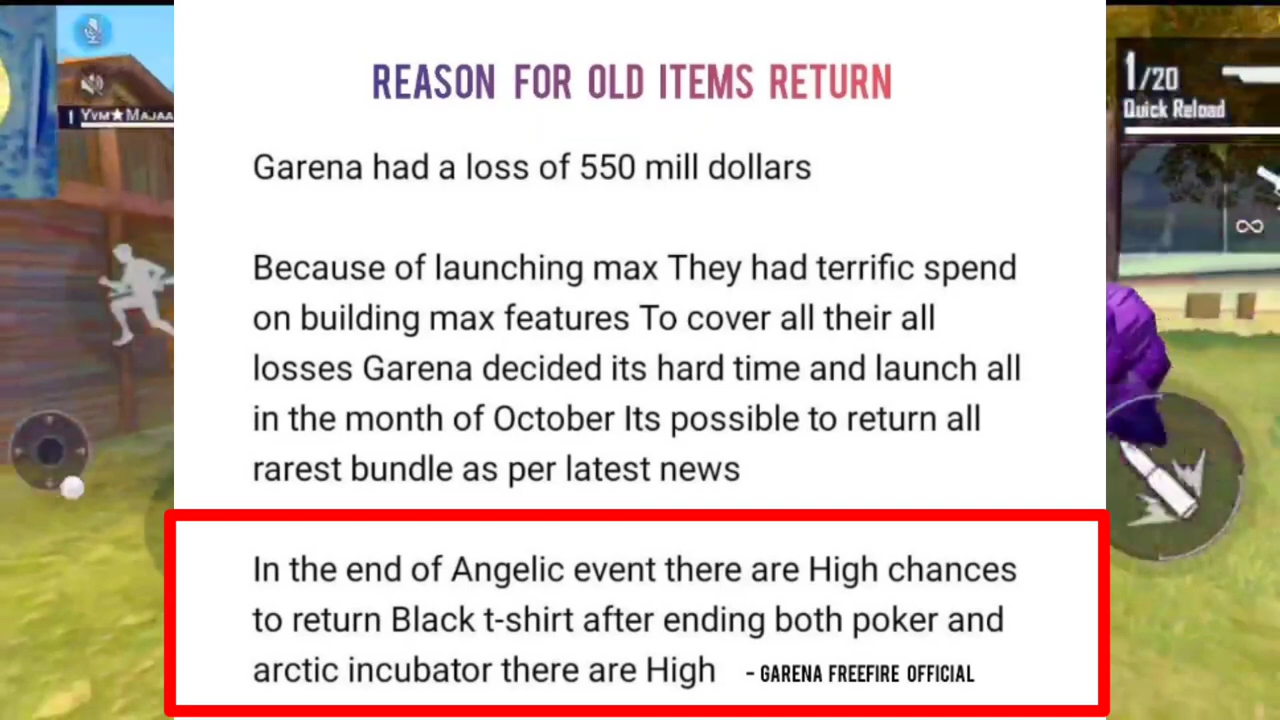 REASON FOR OLD ITEMS RETURN
YVM★MAJAA
1/20
Quick Reload
∞
Garena had a loss of 550 mill dollars
Because of launching max They had terrific spend
on building max features To cover all their all
losses Garena decided its hard time and launch all
in the month of October Its possible to return all
rarest bundle as per latest news
In the end of Angelic event there are High chances
to return Black t-shirt after ending both poker and
arctic incubator there are High - GARENA FREEFIRE OFFICIAL